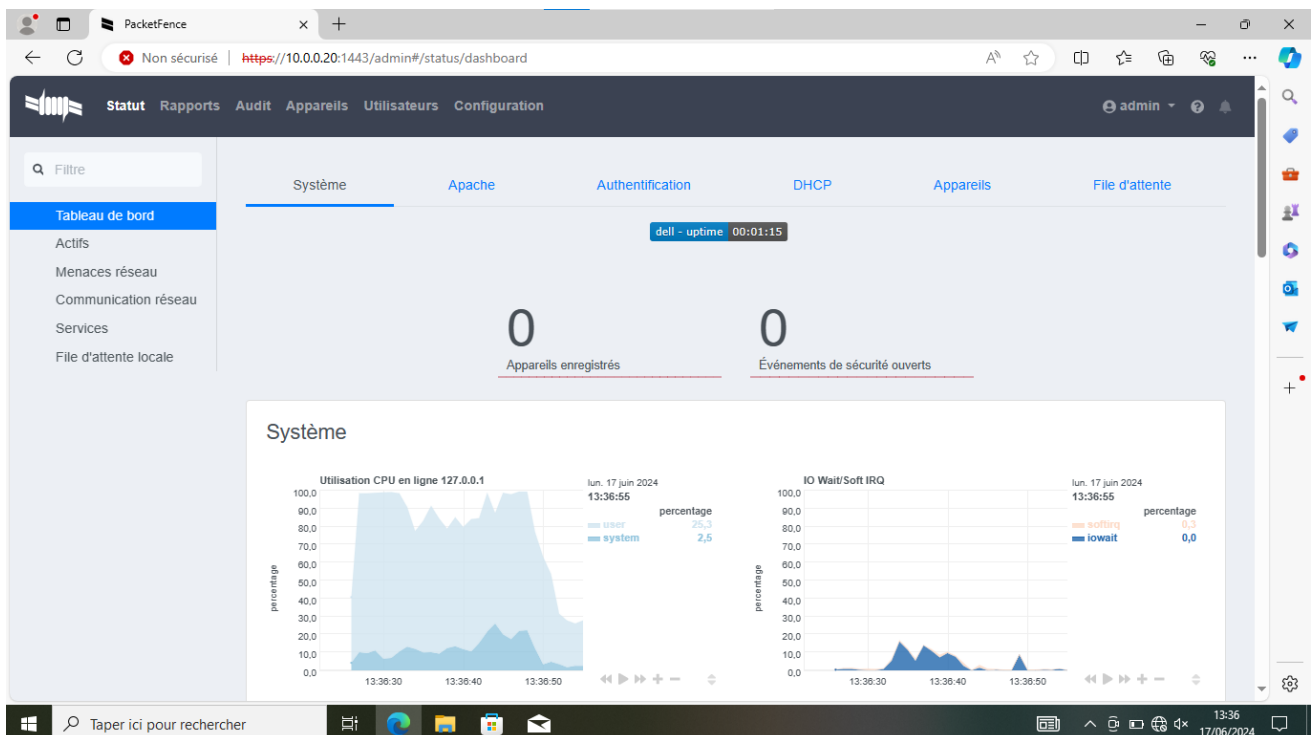 PacketFence
Non sécurisé https://10.0.0.20:1443/admin#/status/dashboard
Statut Rapports Audit Appareils Utilisateurs Configuration admin
Filtre
Tableau de bord
Actifs
Menaces réseau
Communication réseau
Services
File d'attente locale
Système Apache Authentification DHCP Appareils File d'attente
dell - uptime 00:01:15
0
Appareils enregistrés
0
Événements de sécurité ouverts
Système
Utilisation CPU en ligne 127.0.0.1
lun. 17 juin 2024
13:36:55
percentage
user 25,3
system 2,5
100,0
90,0
80,0
70,0
60,0
50,0
40,0
30,0
20,0
10,0
0,0
percentage
13:36:30 13:36:40 13:36:50
IO Wait/Soft IRQ
lun. 17 juin 2024
13:36:55
percentage
softirq 0,3
iowait 0,0
100,0
90,0
80,0
70,0
60,0
50,0
40,0
30,0
20,0
10,0
0,0
percentage
13:36:30 13:36:40 13:36:50
Taper ici pour rechercher
13:36
17/06/2024